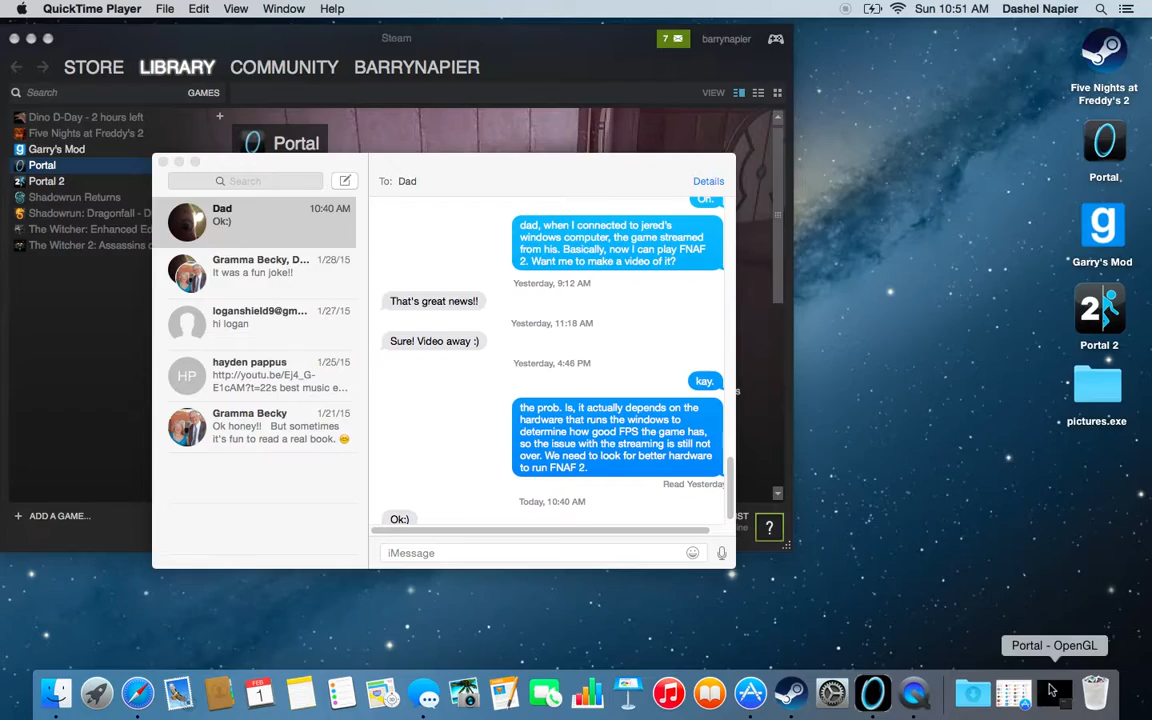 QuickTime Player File Edit View Window Help Sun 10:51 AM Dashel Napier
Steam
7 barrynapier
STORE LIBRARY COMMUNITY BARRYNAPIER
Search GAMES VIEW
Dino D-Day - 2 hours left
Five Nights at Freddy's 2
Garry's Mod
Portal
Portal 2
Shadowrun Returns
Shadowrun: Dragonfall - D
The Witcher: Enhanced Ed
The Witcher 2: Assassins
+ ADD A GAME...
Portal
Search
Dad 10:40 AM
Ok:)
Gramma Becky, D... 1/28/15
It was a fun joke!!
loganshield9@gm... 1/27/15
hi logan
HP
hayden pappus 1/25/15
http://youtu.be/Ej4_G-
E1cAM?t=22s best music e...
Gramma Becky 1/21/15
Ok honey!! But sometimes
it's fun to read a real book.
To: Dad Details
Oh.
dad, when I connected to jered's
windows computer, the game streamed
from his. Basically, now I can play FNAF
2. Want me to make a video of it?
Yesterday, 9:12 AM
That's great news!!
Yesterday, 11:18 AM
Sure! Video away :)
Yesterday, 4:46 PM
kay.
the prob. Is, it actually depends on the
hardware that runs the windows to
determine how good FPS the game has,
so the issue with the streaming is still not
over. We need to look for better hardware
to run FNAF 2.
Read Yesterday
Today, 10:40 AM
Ok:)
iMessage
?
Five Nights at
Freddy's 2
Portal
Garry's Mod
2
Portal 2
pictures.exe
Portal - OpenGL
FEB
1